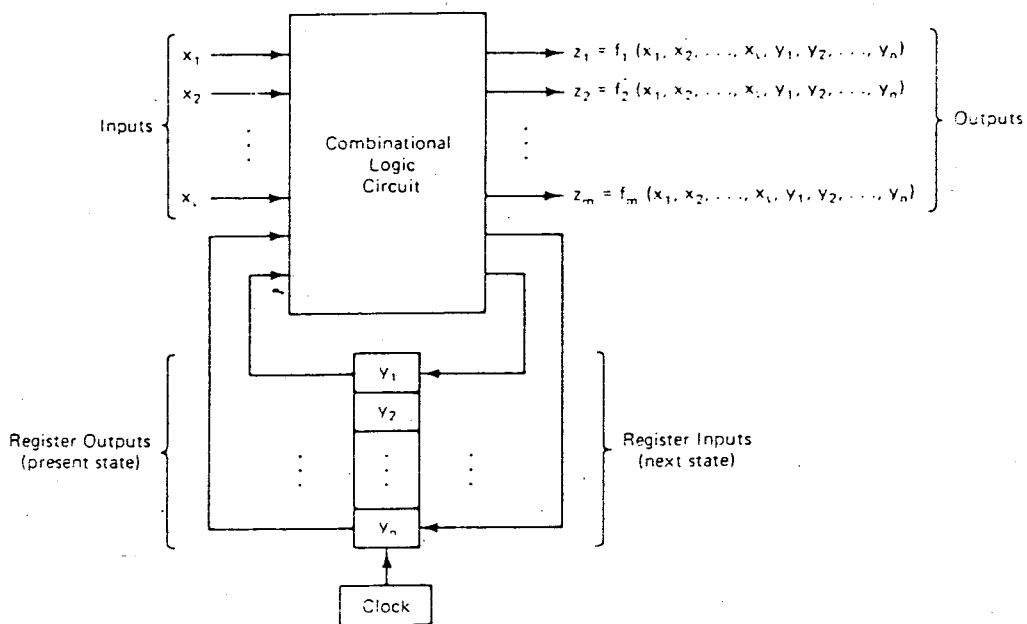 x₁
x₂
Inputs
x
Combinational
Logic
Circuit
z₁ = f₁ (x₁, x₂, . . . ., x, y₁, y₂, . . . , yₙ)
z₂ = f₂ (x₁, x₂, . . . ., x, y₁, y₂, . . . , yₙ)
Outputs
zₘ = fₘ (x₁, x₂, . . . , x, y₁, y₂, . . . , yₙ)
y₁
y₂
Register Outputs
(present state)
Register Inputs
(next state)
yₙ
Clock